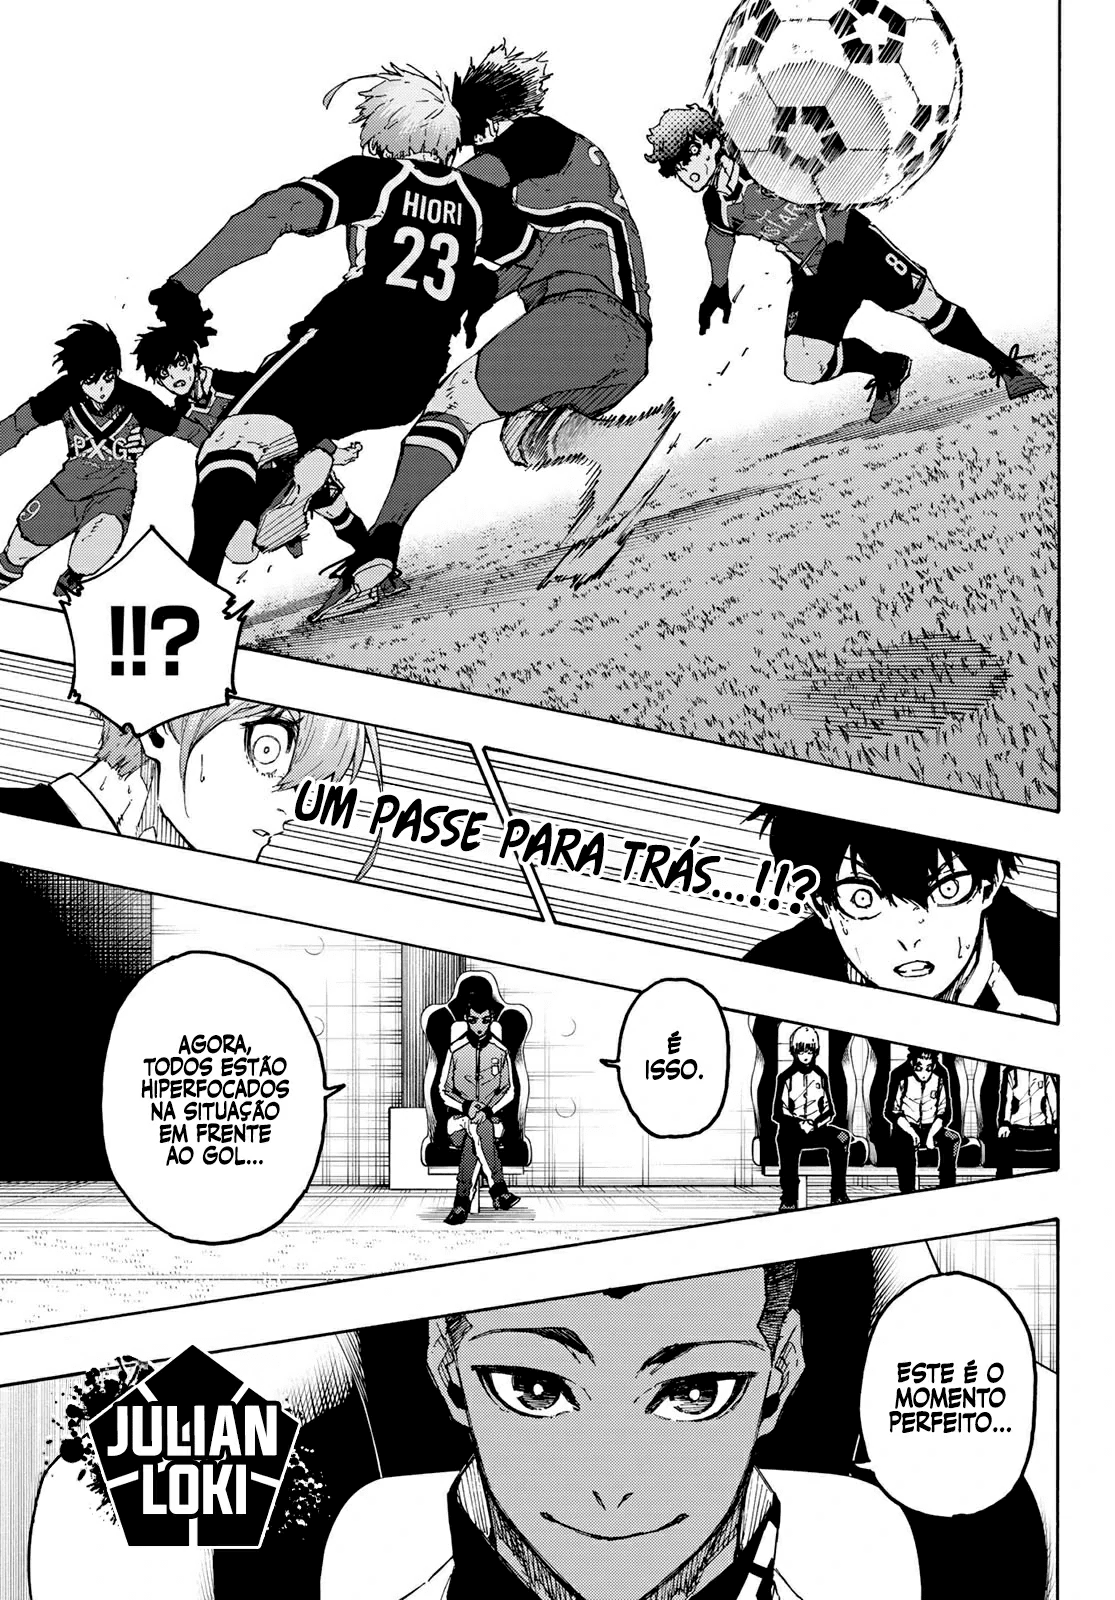 HIORI
23
8
P.X.G.
9
!!?
UM PASSE PARA TRÁS...!!?
É
ISSO.
AGORA,
TODOS ESTÃO
HIPERFOCADOS
NA SITUAÇÃO
EM FRENTE
AO GOL...
ESTE É O
MOMENTO
PERFEITO...
JULIAN
LOKI